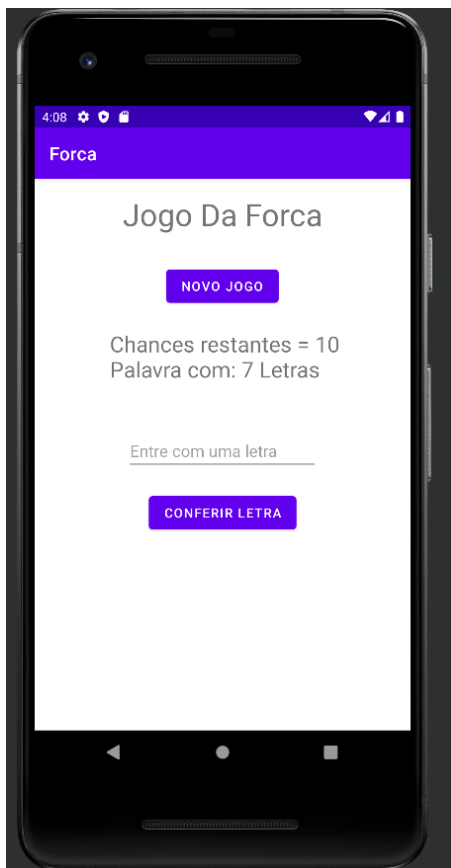 4:08
Forca
Jogo Da Forca
NOVO JOGO
Chances restantes = 10
Palavra com: 7 Letras
Entre com uma letra
CONFERIR LETRA